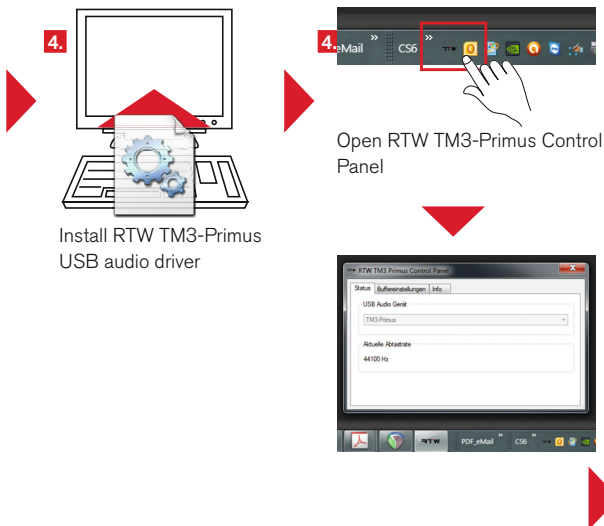 4.
Install RTW TM3-Primus
USB audio driver
4.
eMail » CS6 » RTW
Open RTW TM3-Primus Control
Panel
RTW TM3 Primus Control Panel
Status Buffereinstellungen Info
USB Audio Gerät
TM3-Primus
Aktuelle Abtastrate
44100 Hz
RTW PDF_eMail » CS6 »